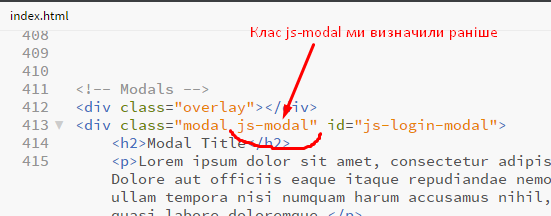 index.html
Клас js-modal ми визначили раніше
408
409
410
411 <!-- Modals -->
412 <div class="overlay"></div>
413 <div class="modal js-modal" id="js-login-modal">
414 <h2>Modal Title</h2>
415 <p>Lorem ipsum dolor sit amet, consectetur adipis
Dolore aut officiis eaque itaque repudiandae nemo
ullam tempora nisi numquam harum accusamus nihil,
quasi labore doloremque.</p>